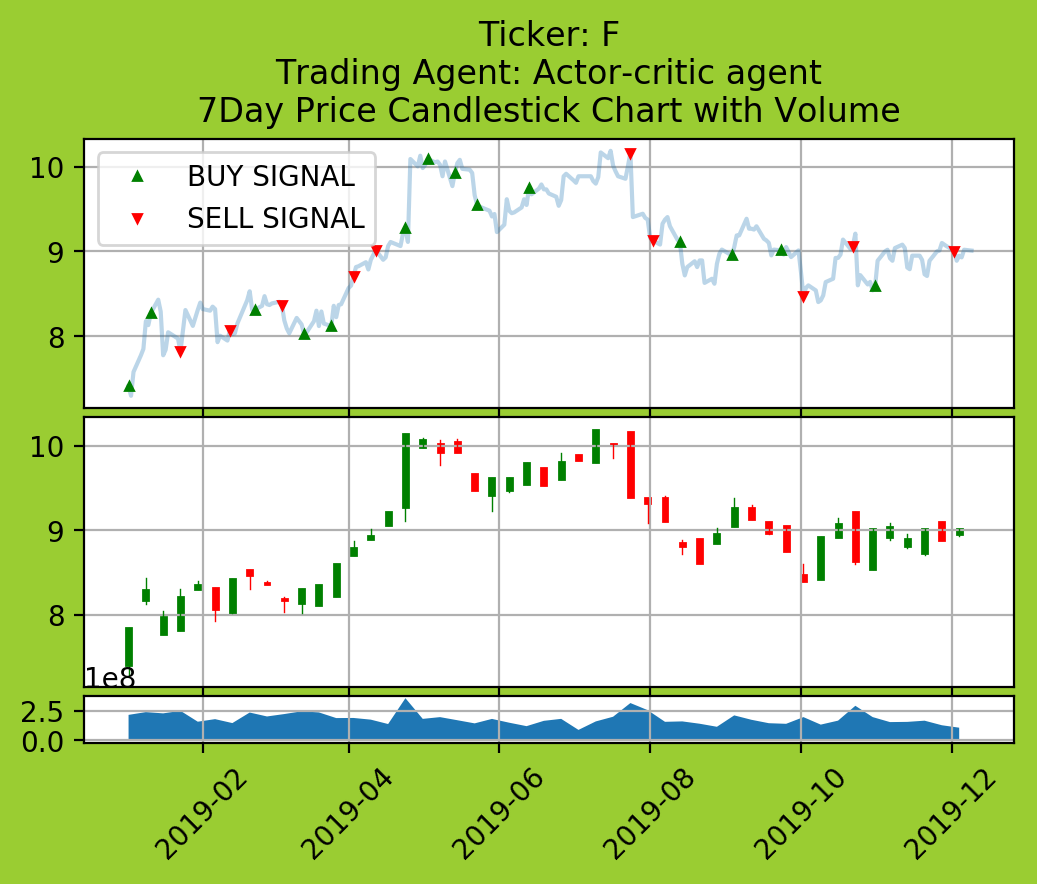 Ticker: F
Trading Agent: Actor-critic agent
7Day Price Candlestick Chart with Volume
10
9
8
BUY SIGNAL
SELL SIGNAL
10
9
8
1e8
2.5
0.0
2019-02
2019-04
2019-06
2019-08
2019-10
2019-12